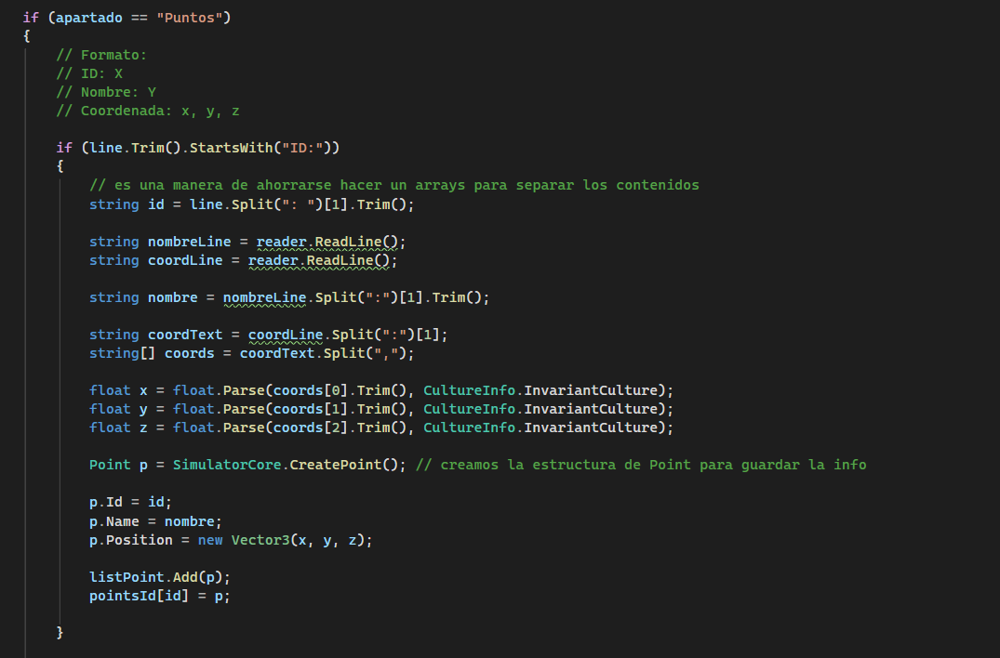 if (apartado == "Puntos")
{
// Formato:
// ID: X
// Nombre: Y
// Coordenada: x, y, z
if (line.Trim().StartsWith("ID:"))
{
// es una manera de ahorrarse hacer un arrays para separar los contenidos
string id = line.Split(": ")[1].Trim();
string nombreLine = reader.ReadLine();
string coordLine = reader.ReadLine();
string nombre = nombreLine.Split(":")[1].Trim();
string coordText = coordLine.Split(":")[1];
string[] coords = coordText.Split(",");
float x = float.Parse(coords[0].Trim(), CultureInfo.InvariantCulture);
float y = float.Parse(coords[1].Trim(), CultureInfo.InvariantCulture);
float z = float.Parse(coords[2].Trim(), CultureInfo.InvariantCulture);
Point p = SimulatorCore.CreatePoint(); // creamos la estructura de Point para guardar la info
p.Id = id;
p.Name = nombre;
p.Position = new Vector3(x, y, z);
listPoint.Add(p);
pointsId[id] = p;
}